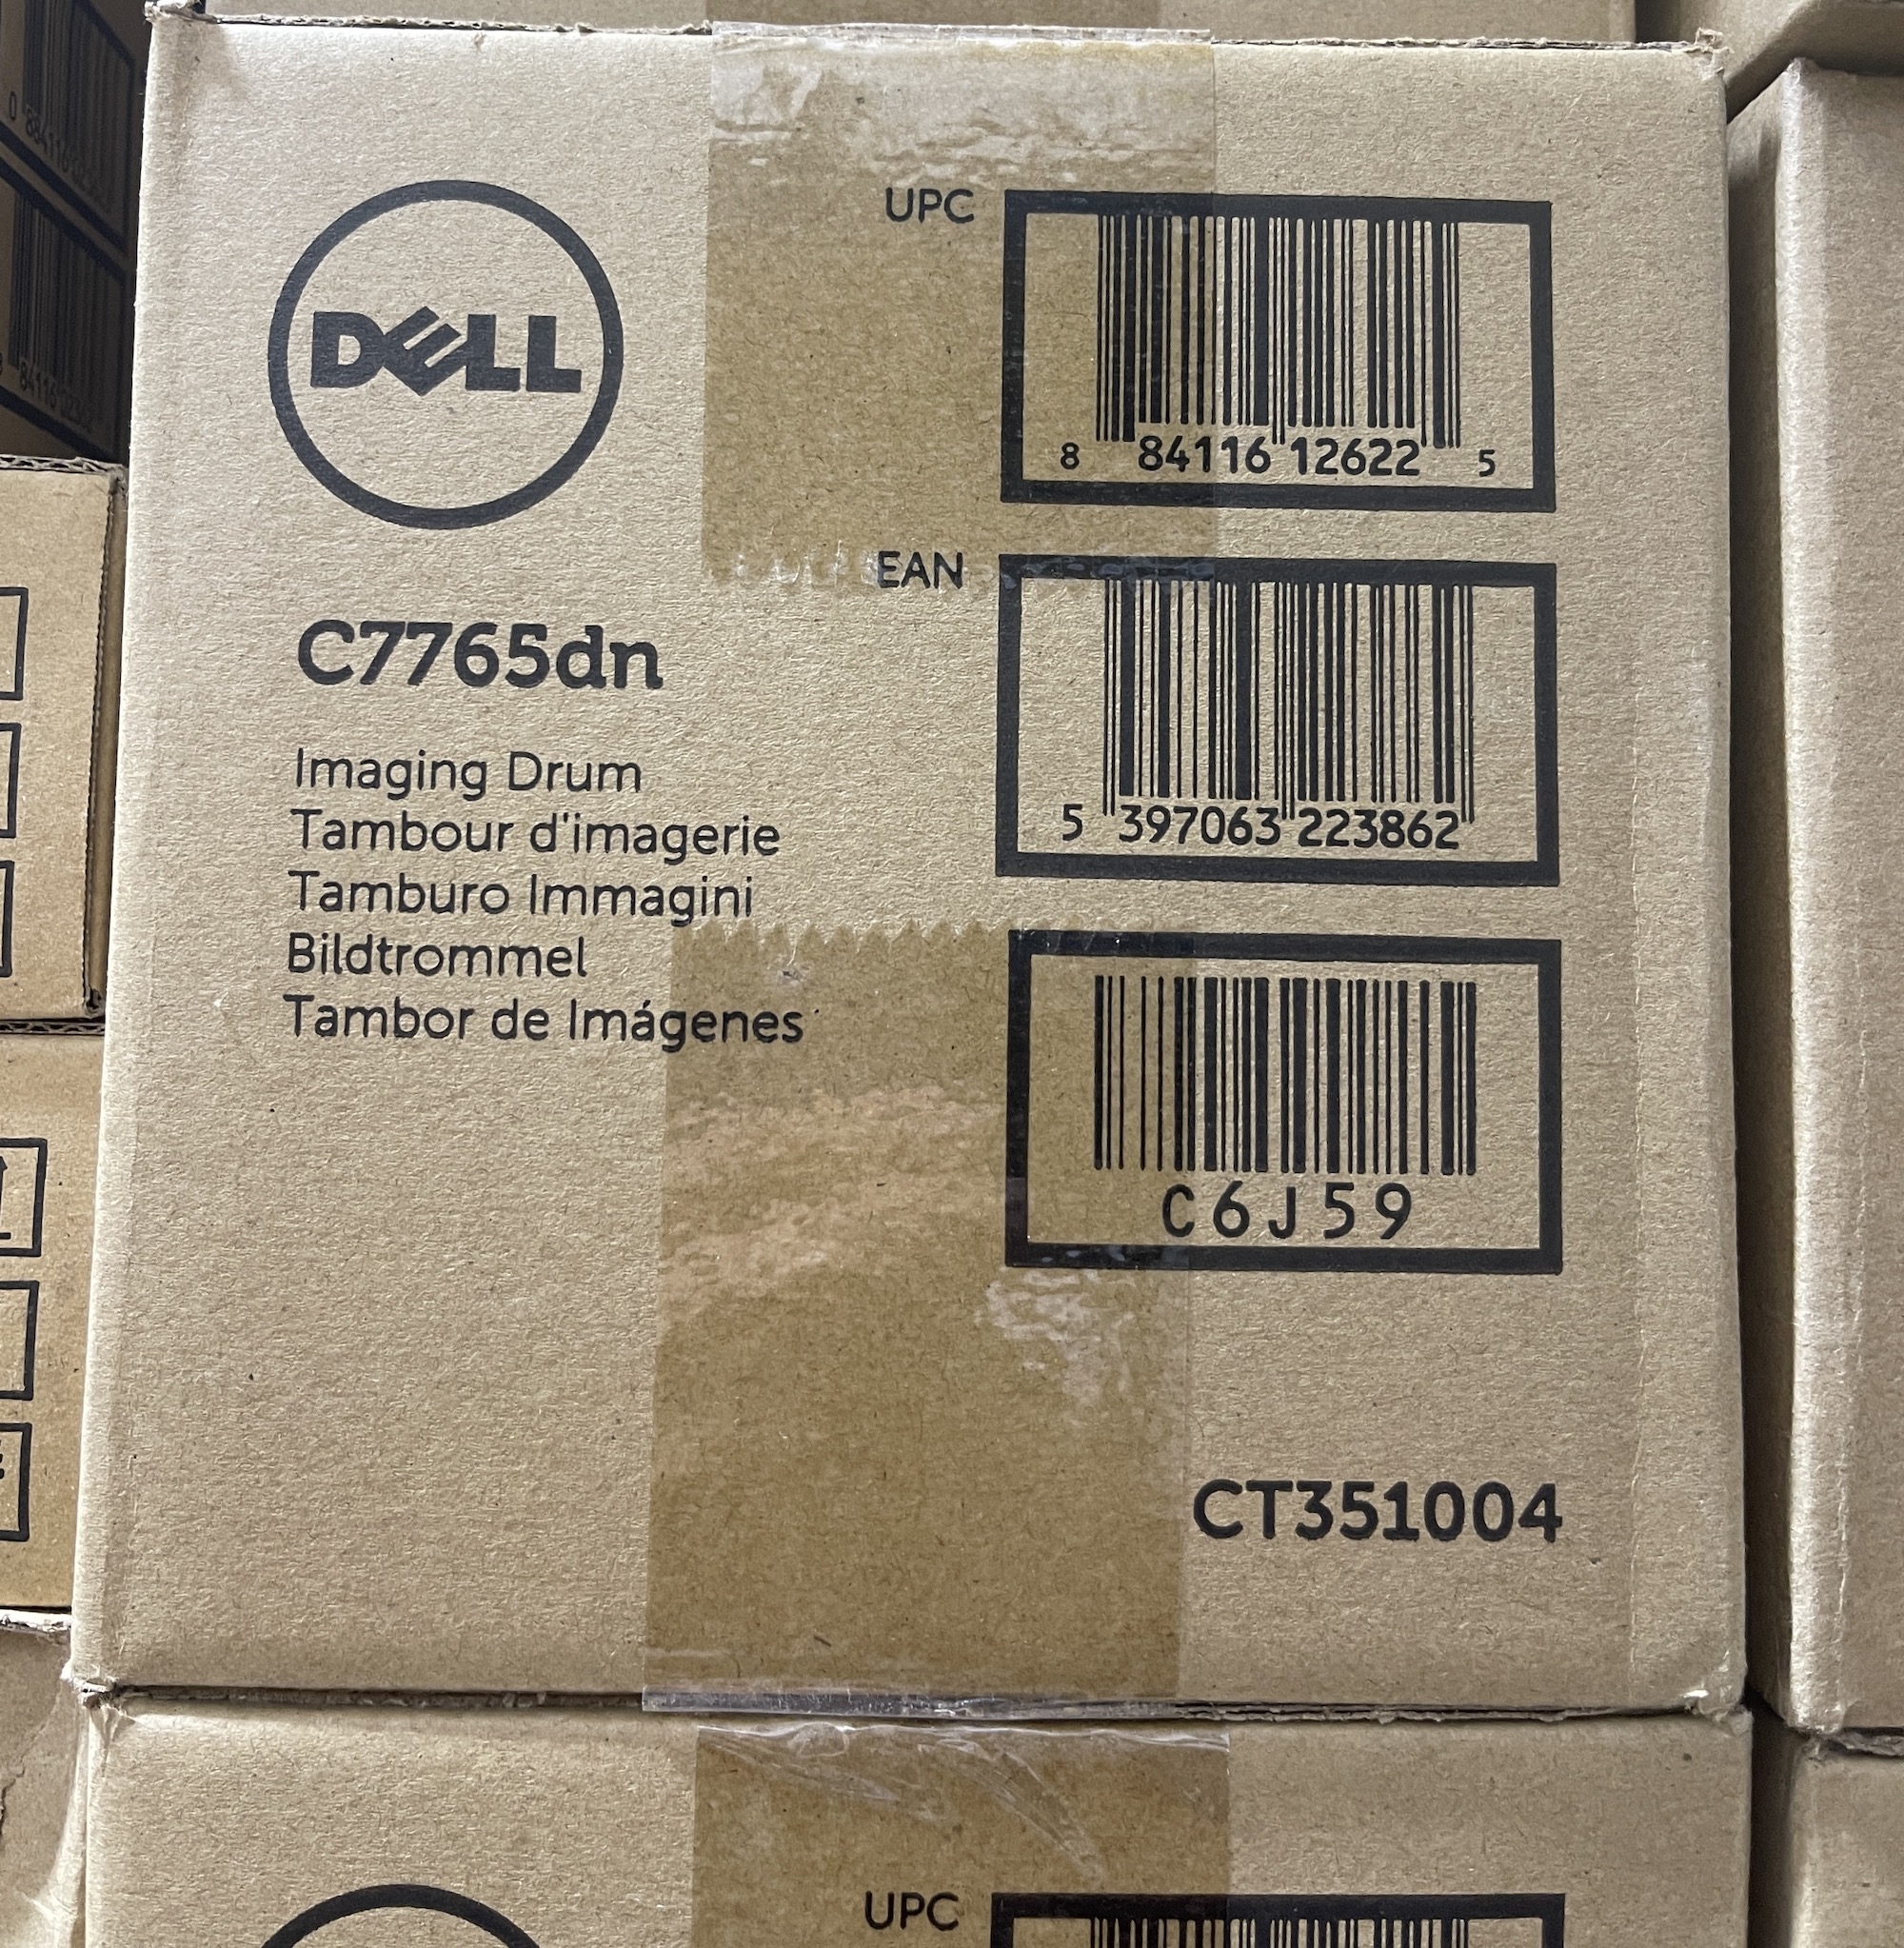 DELL
UPC
8 84116 12622 5
EAN
5 397063 223862
C7765dn
Imaging Drum
Tambour d'imagerie
Tamburo Immagini
Bildtrommel
Tambor de Imágenes
C6J59
CT351004
UPC